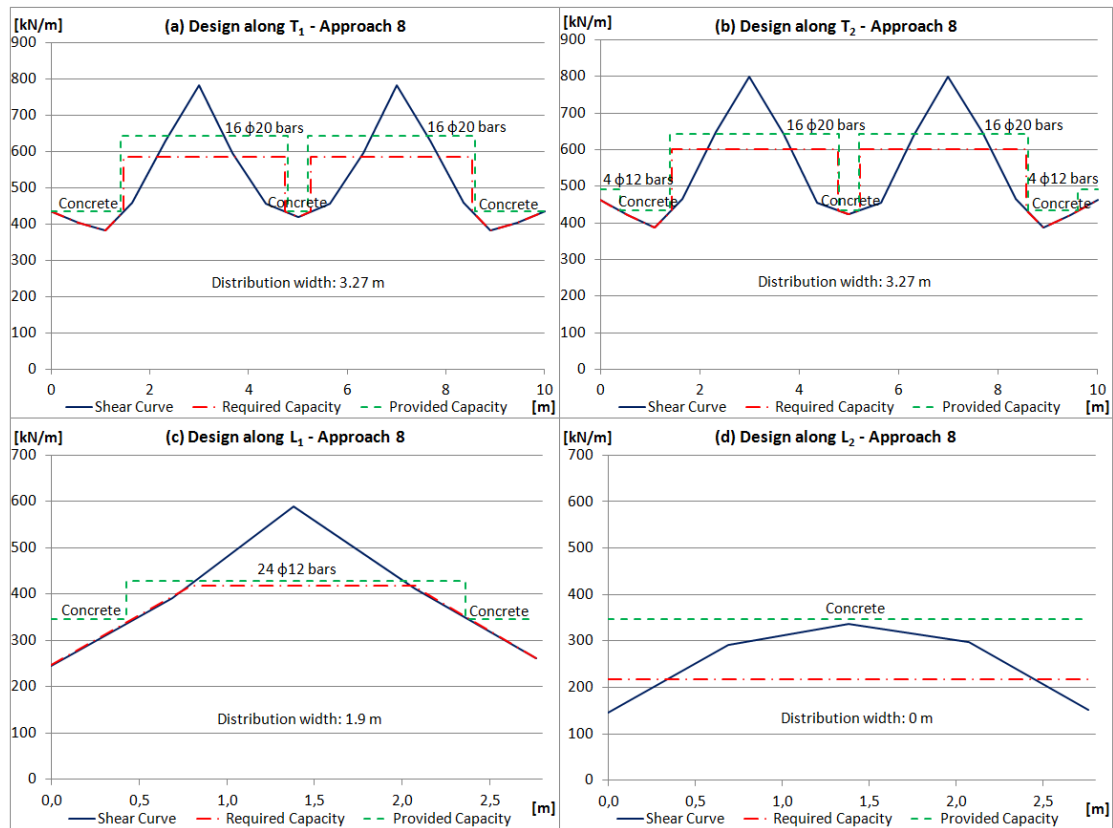 [kN/m]
(a) Design along T₁ - Approach 8
900
800
700
600
500
400
300
200
100
0
16 ϕ20 bars
16 ϕ20 bars
Concrete
Concrete
Concrete
Distribution width: 3.27 m
0 2 4 6 8 10
Shear Curve Required Capacity Provided Capacity [m]
[kN/m]
(b) Design along T₂ - Approach 8
900
800
700
600
500
400
300
200
100
0
16 ϕ20 bars
16 ϕ20 bars
4 ϕ12 bars
4 ϕ12 bars
Concrete
Concrete
Concrete
Distribution width: 3.27 m
0 2 4 6 8 10
Shear Curve Required Capacity Provided Capacity [m]
[kN/m]
(c) Design along L₁ - Approach 8
700
600
500
400
300
200
100
0
24 ϕ12 bars
Concrete
Concrete
Distribution width: 1.9 m
0,0 0,5 1,0 1,5 2,0 2,5 [m]
Shear Curve Required Capacity Provided Capacity
[kN/m]
(d) Design along L₂ - Approach 8
700
600
500
400
300
200
100
0
Concrete
Distribution width: 0 m
0,0 0,5 1,0 1,5 2,0 2,5 [m]
Shear Curve Required Capacity Provided Capacity